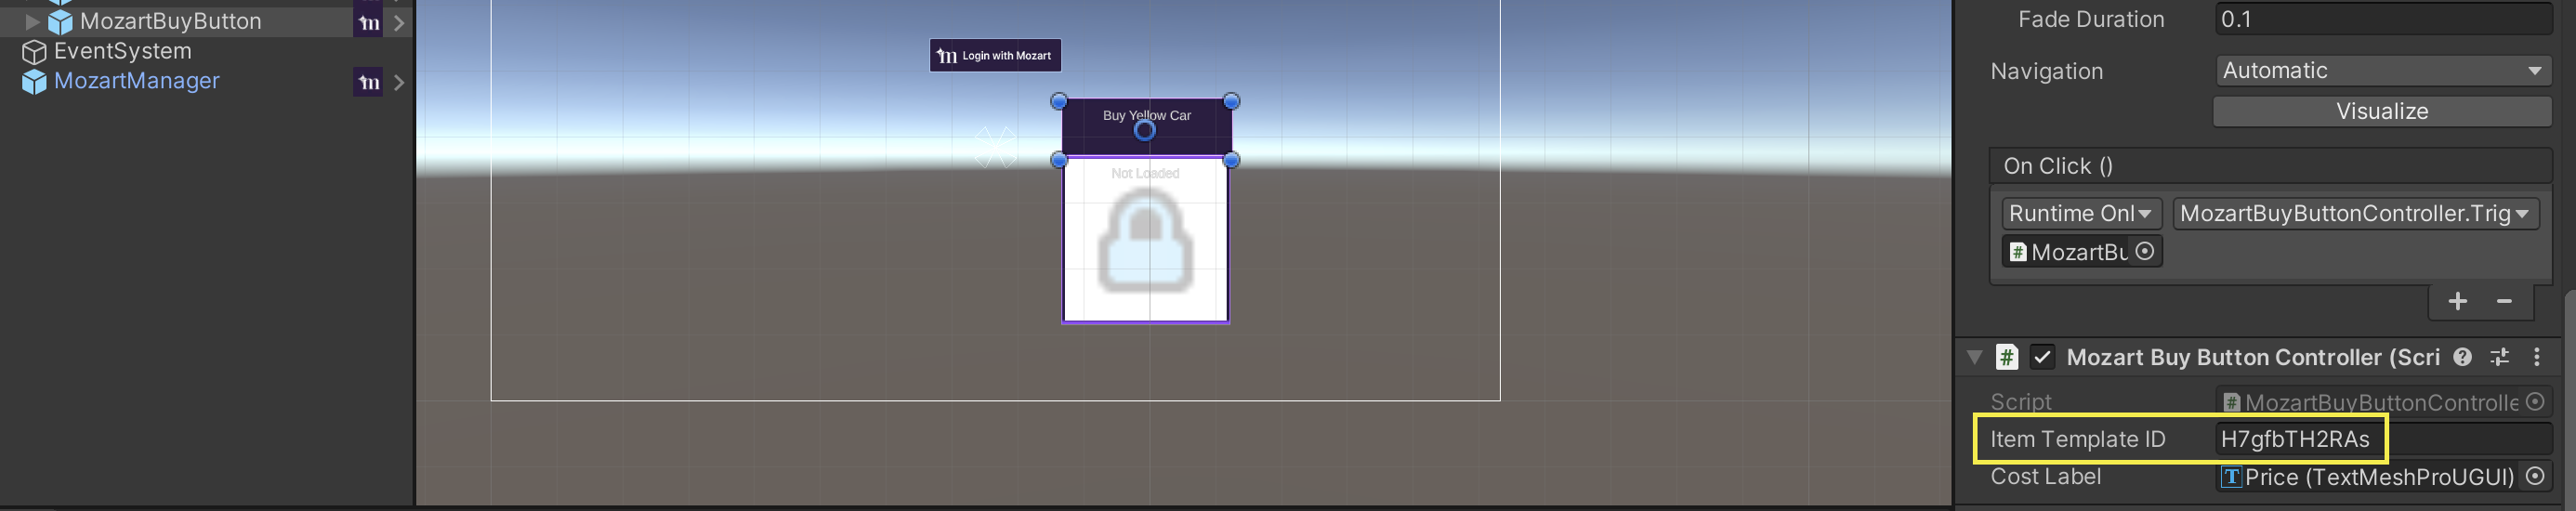 MozartBuyButton
EventSystem
MozartManager
Login with Mozart
Buy Yellow Car
Not Loaded
Fade Duration 0.1
Navigation Automatic
Visualize
On Click ()
Runtime Onl MozartBuyButtonController.Trig
MozartBu
Mozart Buy Button Controller (Scri
Script MozartBuyButtonControlle
Item Template ID H7gfbTH2RAs
Cost Label Price (TextMeshProUGUI)